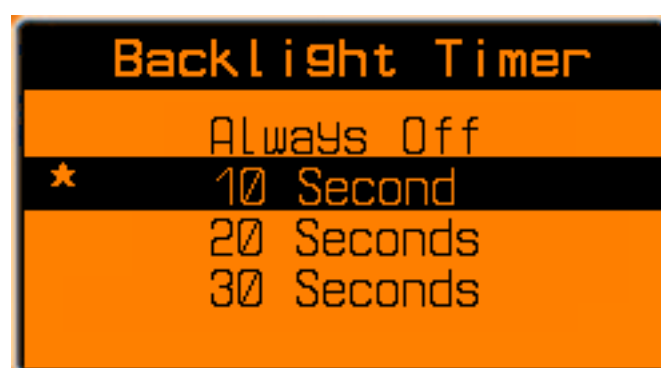 Backlight Timer
Always Off
* 10 Second
20 Seconds
30 Seconds